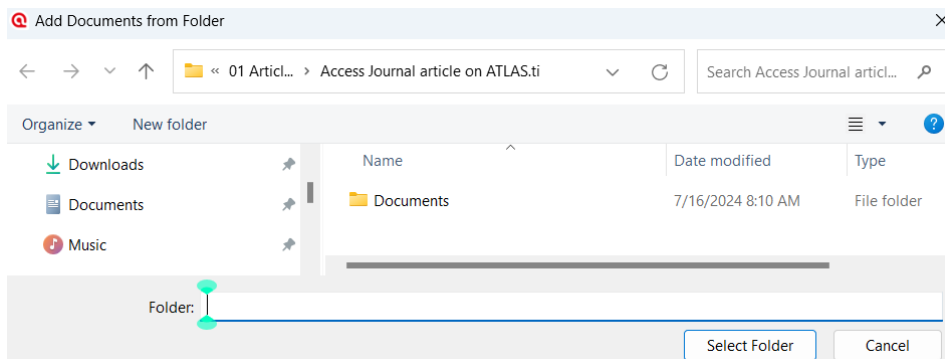 Add Documents from Folder
« 01 Articl... > Access Journal article on ATLAS.ti
Search Access Journal articl...
Organize New folder
Downloads
Documents
Music
Name Date modified Type
Documents 7/16/2024 8:10 AM File folder
Folder:
Select Folder Cancel